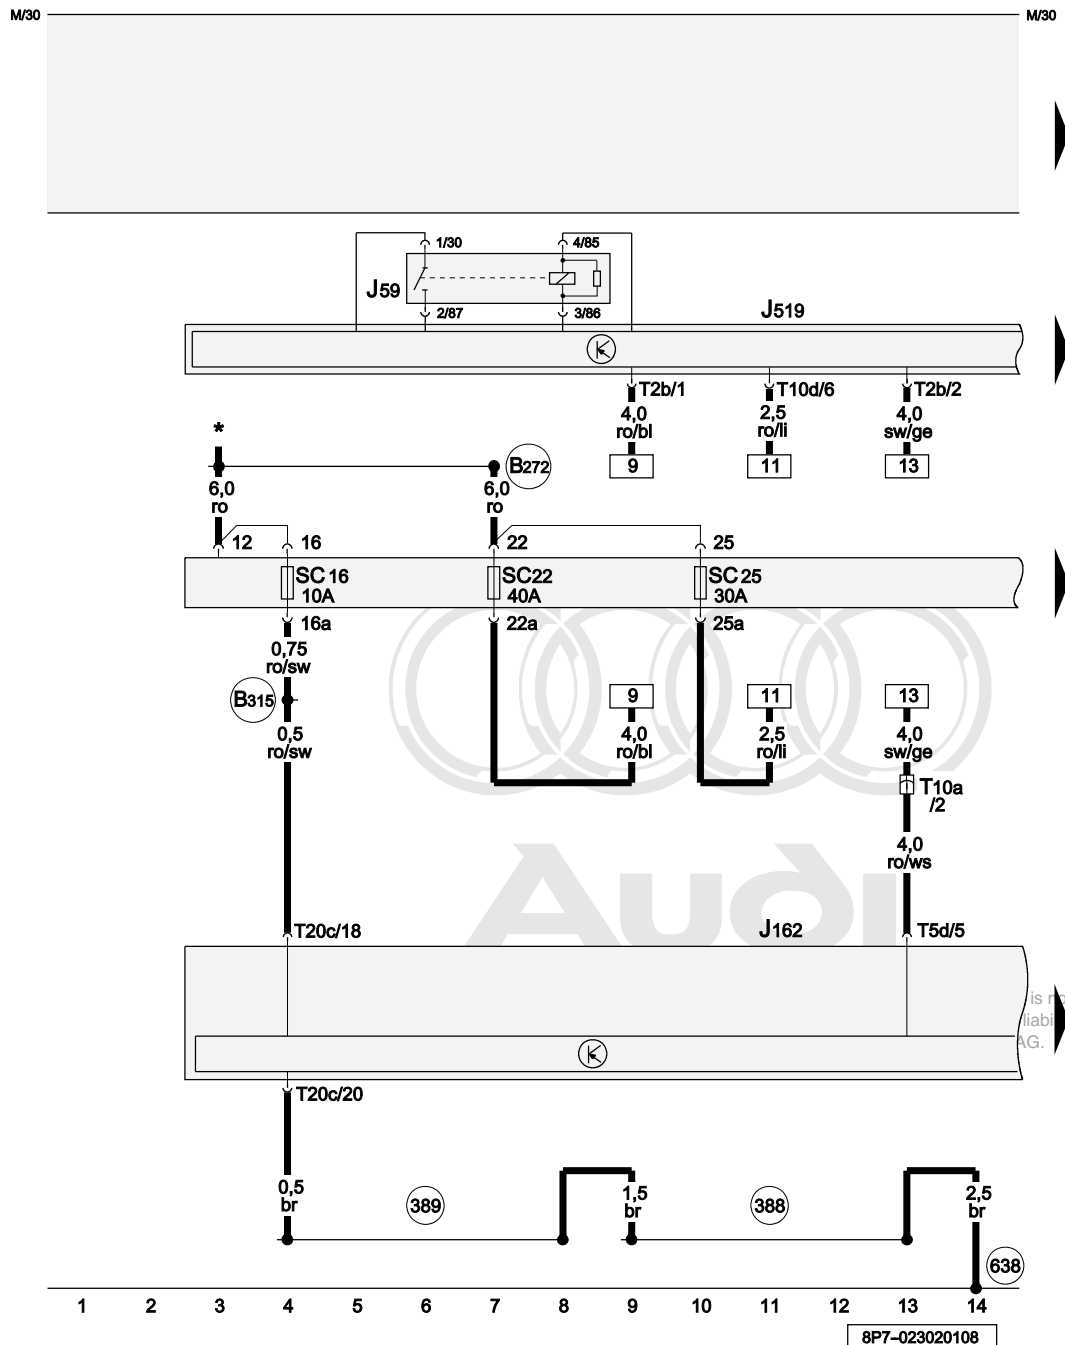 M/30 M/30
1/30 4/85
J59
2/87 3/86 J519
T2b/1 T10d/6 T2b/2
4,0 2,5 4,0
ro/bl ro/li sw/ge
*
9 11 13
B272
6,0 6,0
ro ro
12 16 22 25
SC16 SC22 SC25
10A 40A 30A
16a 22a 25a
0,75
ro/sw
B315 9 11 13
0,5 4,0 2,5 4,0
ro/sw ro/bl ro/li sw/ge
T10a
/2
4,0
ro/ws
Audi
T20c/18 J162 T5d/5
is
AG.
T20c/20
0,5 1,5 2,5
br br br
389 388
638
1 2 3 4 5 6 7 8 9 10 11 12 13 14
8P7-023020108